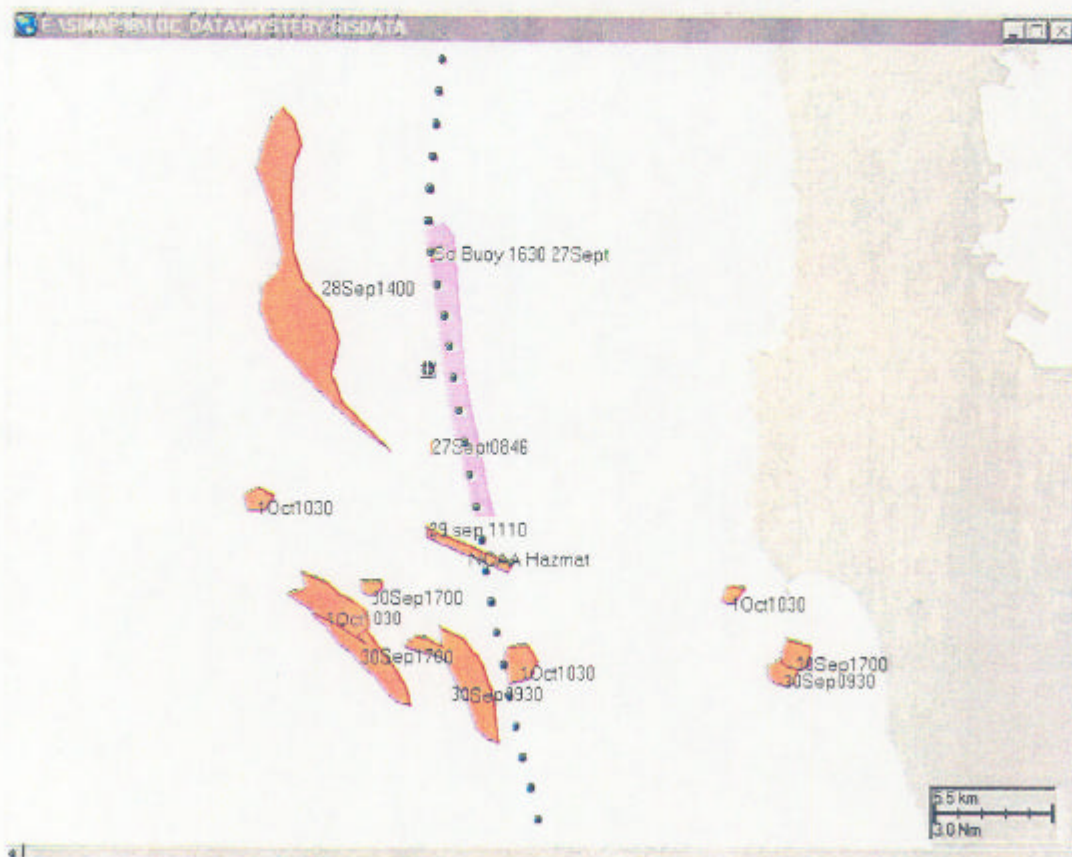 E:\SIMAP98\LOC_DATA\MYSTERY.GISDATA
Sd Buoy 1630 27Sept
28Sep1400
27Sept0846
1Oct1030
29 sep 1110
NOAA Hazmat
30Sep1700
1Oct1030
1Oct1030
30Sep1700
30Sep1700
1Oct1030
30Sep0930
30Sep0930
5.5 km
3.0 Nm